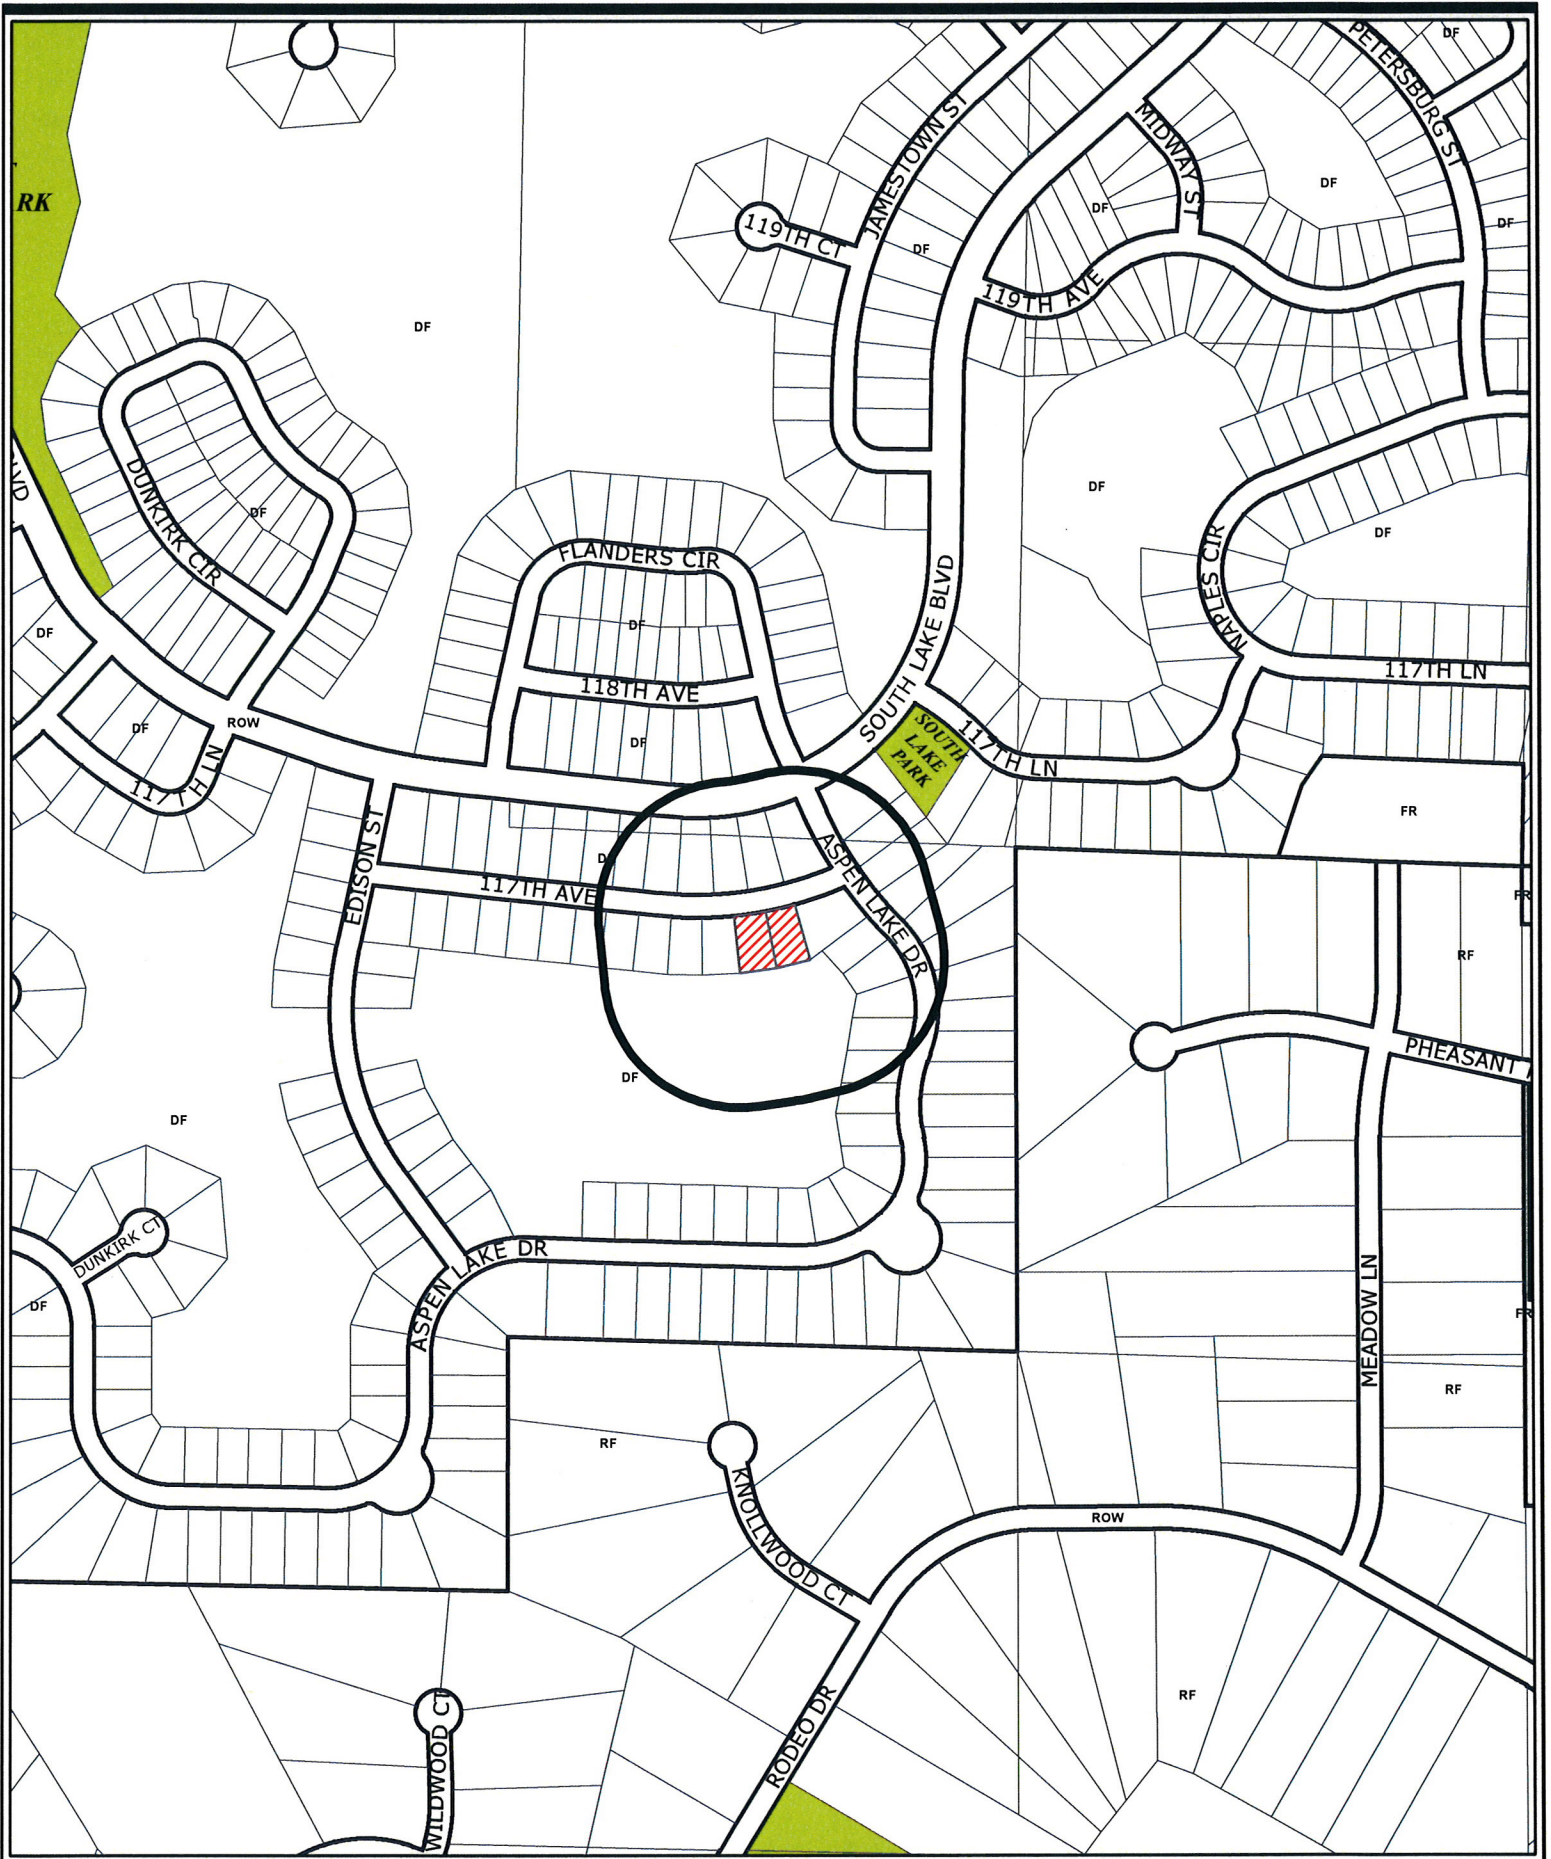 DF
PETERSBURG ST
JAMESTOWN ST
MIDWAY ST
RK
DF
DF
DF
119TH CT
DF
119TH AVE
DF
DF
DUNKIRK CIR
DF
DF
DF
FLANDERS CIR
NAPLES CIR
DF
DF
SOUTH LAKE BLVD
118TH AVE
117TH LN
ROW
DF
DF
SOUTH
LAKE
PARK
117TH LN
117TH LN
FR
EDISON ST
ASPEN LAKE DR
117TH AVE
FR
RF
PHEASANT
DF
DF
DUNKIRK CT
ASPEN LAKE DR
DF
MEADOW LN
FR
RF
RF
KNOLLWOOD CT
ROW
RF
RODEO DR
WILDWOOD CT